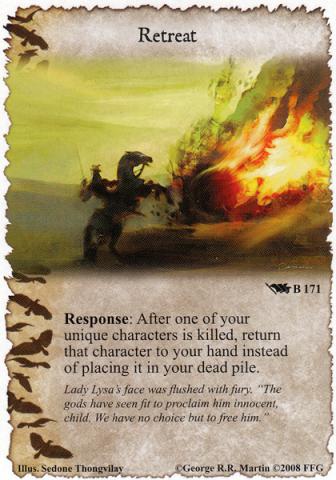 Retreat
B 171
Response: After one of your
unique characters is killed, return
that character to your hand instead
of placing it in your dead pile.
Lady Lysa's face was flushed with fury. "The
gods have seen fit to proclaim him innocent,
child. We have no choice but to free him."
Illus. Sedone Thongvilay ©George R.R. Martin ©2008 FFG